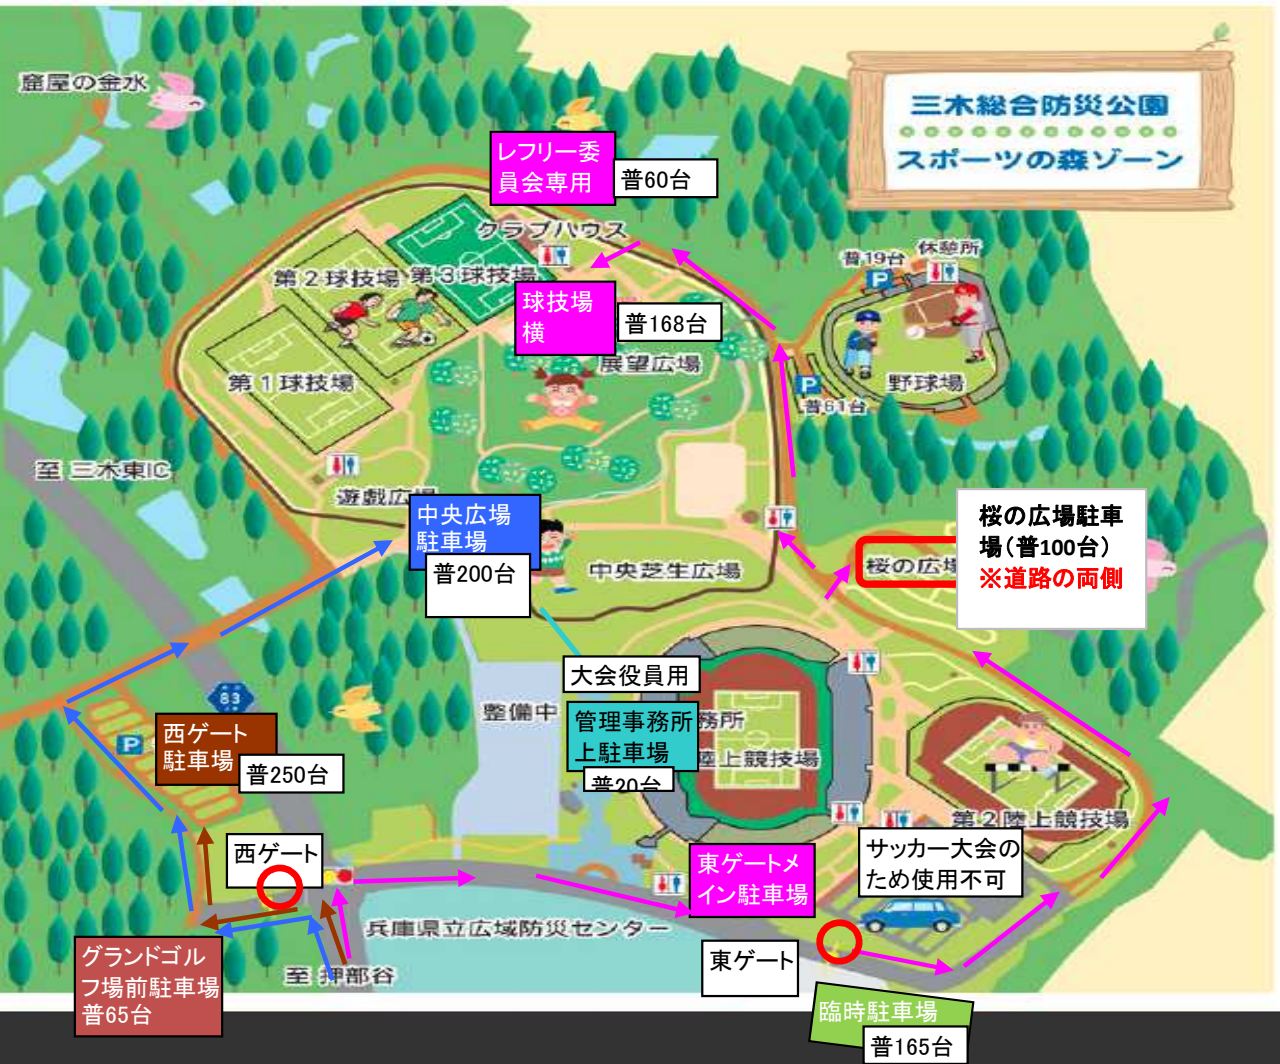 三木総合防災公園
スポーツの森ゾーン
鹿屋の金水
レフリー委
員会専用
普60台
クラブハウス
第2球技場
第3球技場
球技場
横
普168台
普19台
休憩所
P
展望広場
第1球技場
P
普61台
野球場
至 三木東IC
遊戯広場
中央広場
駐車場
普200台
中央芝生広場
桜の広場
桜の広場駐車
場(普100台)
※道路の両側
大会役員用
83
整備中
管理事務所
上駐車場
普20台
務所
陸上競技場
西ゲート
駐車場
普250台
P
第2陸上競技場
西ゲート
東ゲートメ
イン駐車場
サッカー大会の
ため使用不可
兵庫県立広域防災センター
東ゲート
グランドゴル
フ場前駐車場
普65台
至 押部谷
臨時駐車場
普165台